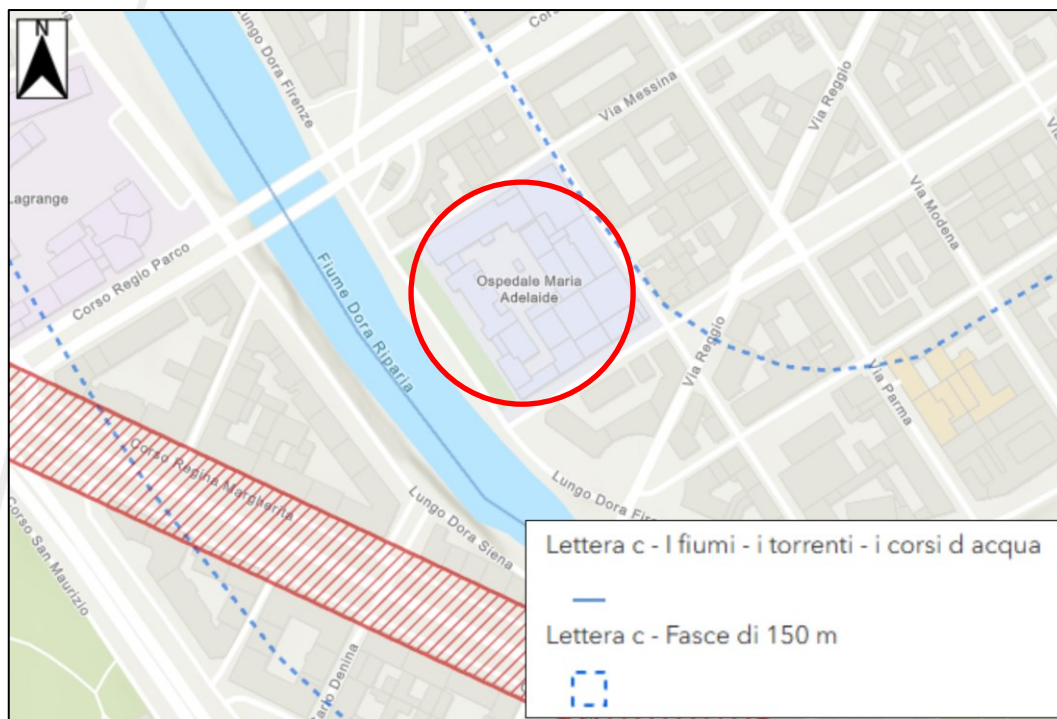 N
Lungo Dora Firenze
Via Messina
Via Reggio
Via Modena
Lagrange
Corso Regio Parco
Fiume Dora Riparia
Ospedale Maria
Adelaide
Via Reggio
Via Parma
Corso Regina Margherita
Corso San Maurizio
Lungo Dora Siena
Lungo Dora
Denina
Lettera c - I fiumi - i torrenti - i corsi d acqua
Lettera c - Fasce di 150 m